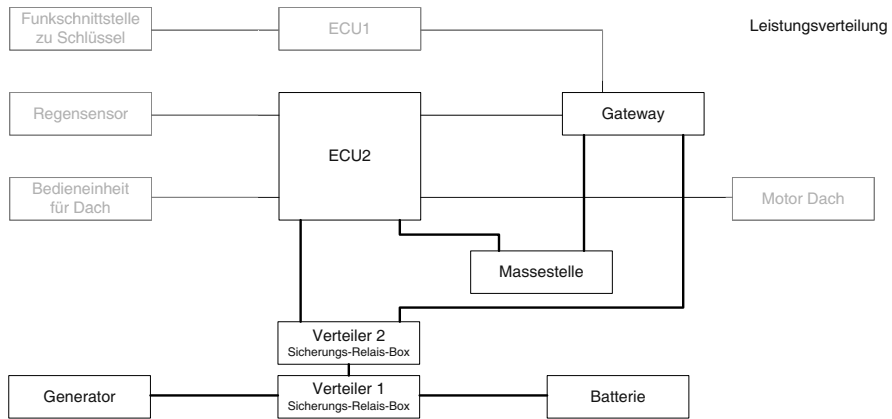 Funkschnittstelle
zu Schlüssel
ECU1
Leistungsverteilung
Regensensor
ECU2
Gateway
Bedieneinheit
für Dach
Motor Dach
Massestelle
Verteiler 2
Sicherungs-Relais-Box
Generator
Verteiler 1
Sicherungs-Relais-Box
Batterie